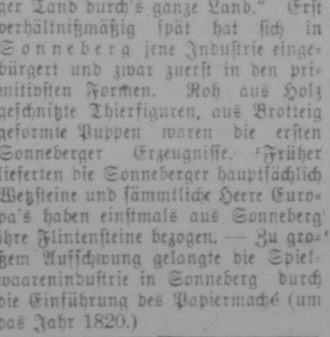 ger Tand durch's ganze Land." Erst
verhältnißmäßig spät hat sich in
Sonneberg jene Industrie einge-
bürgert und zwar zuerst in den pri-
mitivsten Formen. Roh aus Holz
geschnitzte Thierfiguren, aus Brotteig
geformte Puppen waren die ersten
Sonneberger Erzeugnisse. Früher
lieferten die Sonneberger hauptsächlich
Wetzsteine und sämmtliche Heere Euro-
pa's haben einstmals aus Sonneberg
ihre Flintensteine bezogen. — Zu gro-
ßem Aufschwung gelangte die Spiel-
waarenindustrie in Sonneberg durch
die Einführung des Papiermaché (um
das Jahr 1820.)